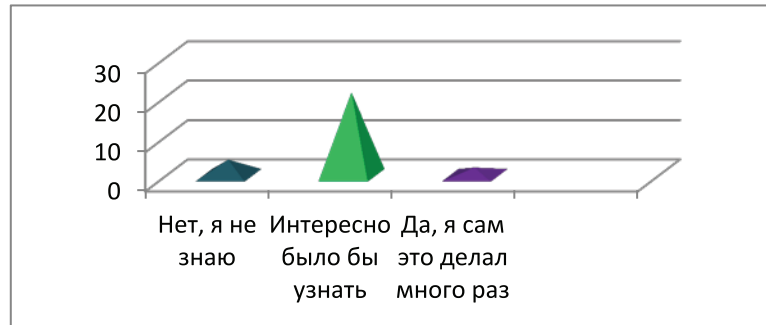 30
20
10
0
Нет, я не знаю
Интересно было бы узнать
Да, я сам это делал много раз